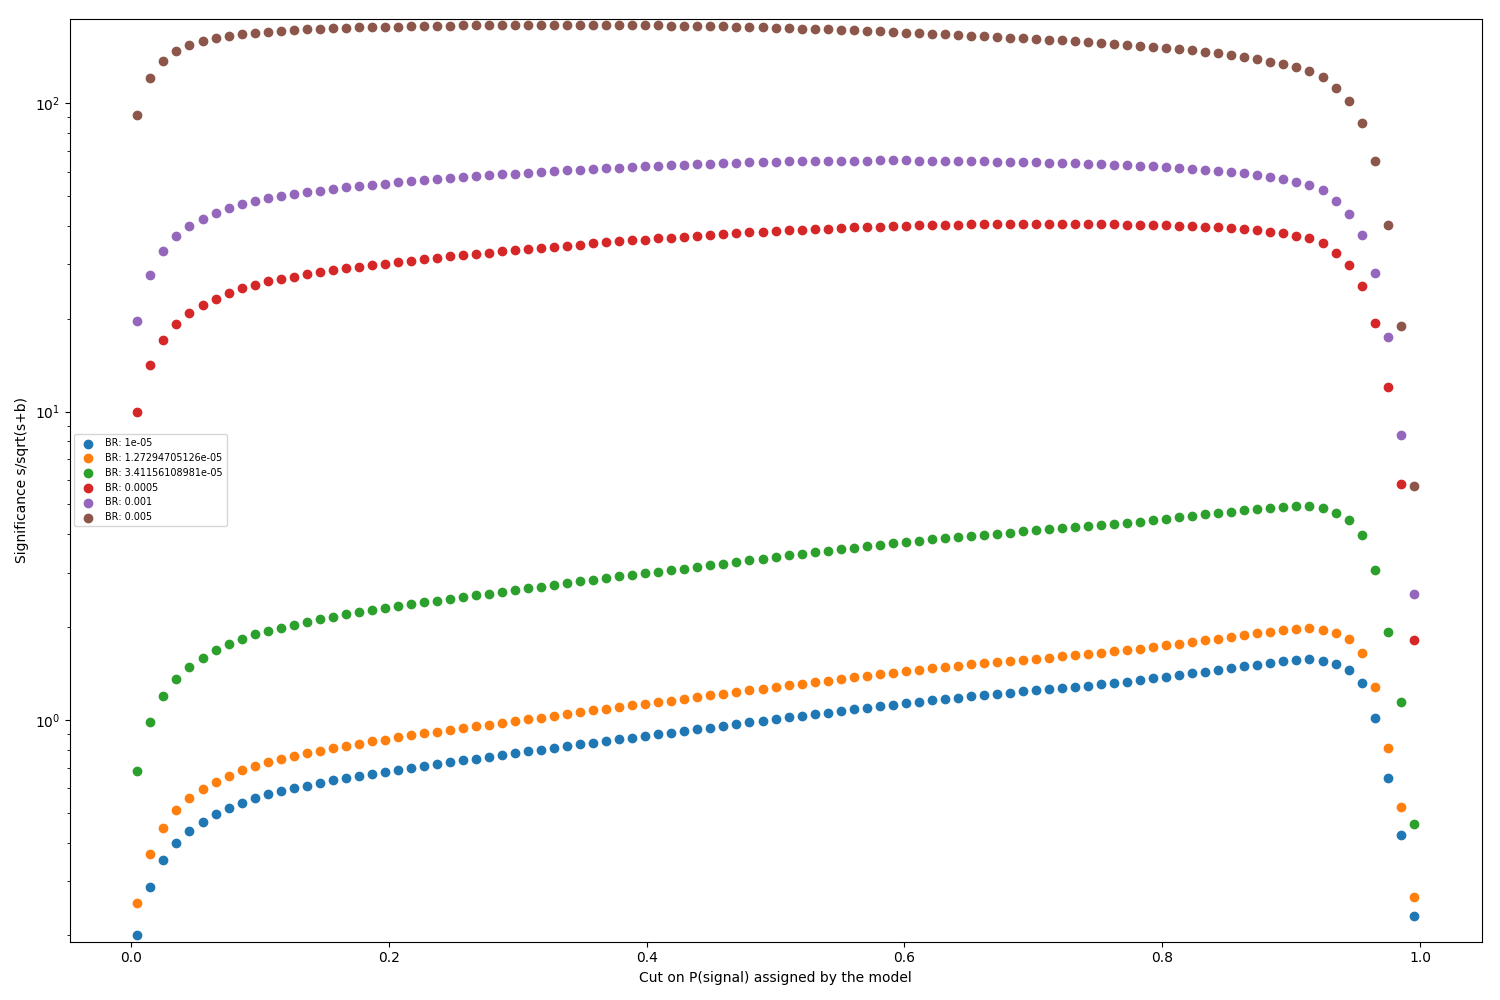 10²
10¹
10⁰
Significance s/sqrt(s+b)
BR: 1e-05
BR: 1.27294705126e-05
BR: 3.41156108981e-05
BR: 0.0005
BR: 0.001
BR: 0.005
0.0 0.2 0.4 0.6 0.8 1.0
Cut on P(signal) assigned by the model